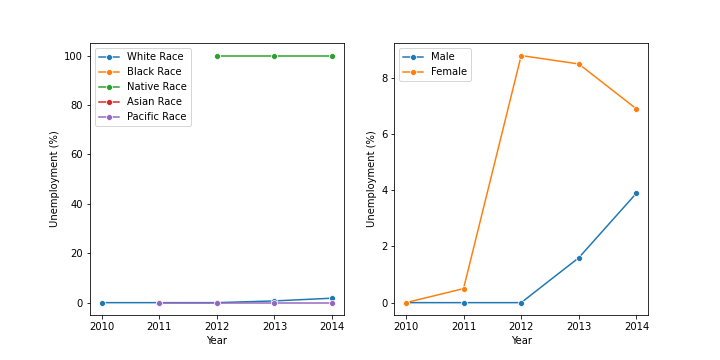 White Race
Black Race
Native Race
Asian Race
Pacific Race
Unemployment (%)
100
80
60
40
20
0
2010 2011 2012 2013 2014
Year
Male
Female
Unemployment (%)
8
6
4
2
0
2010 2011 2012 2013 2014
Year